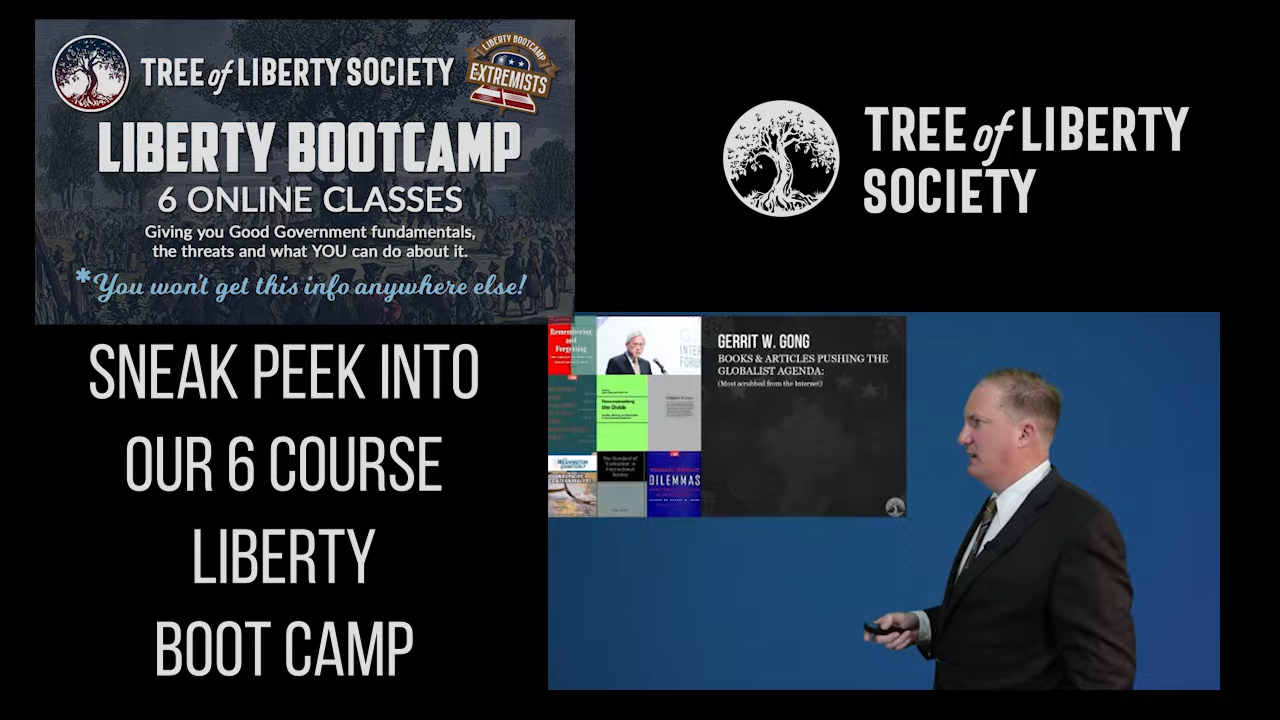 TREE of LIBERTY SOCIETY
LIBERTY BOOTCAMP
EXTREMISTS
LIBERTY BOOTCAMP
6 ONLINE CLASSES
Giving you Good Government fundamentals,
the threats and what YOU can do about it.
*You won't get this info anywhere else!
TREE of LIBERTY
SOCIETY
SNEAK PEEK INTO
OUR 6 COURSE
LIBERTY
BOOT CAMP
Remembering
and
Forgetting
GERRIT W. GONG
BOOKS & ARTICLES PUSHING THE
GLOBALIST AGENDA:
(Most scrubbed from the Internet)
the Divide
WASHINGTON
QUARTERLY
The Standard of
'Civilization' in
International
Society
DILEMMAS